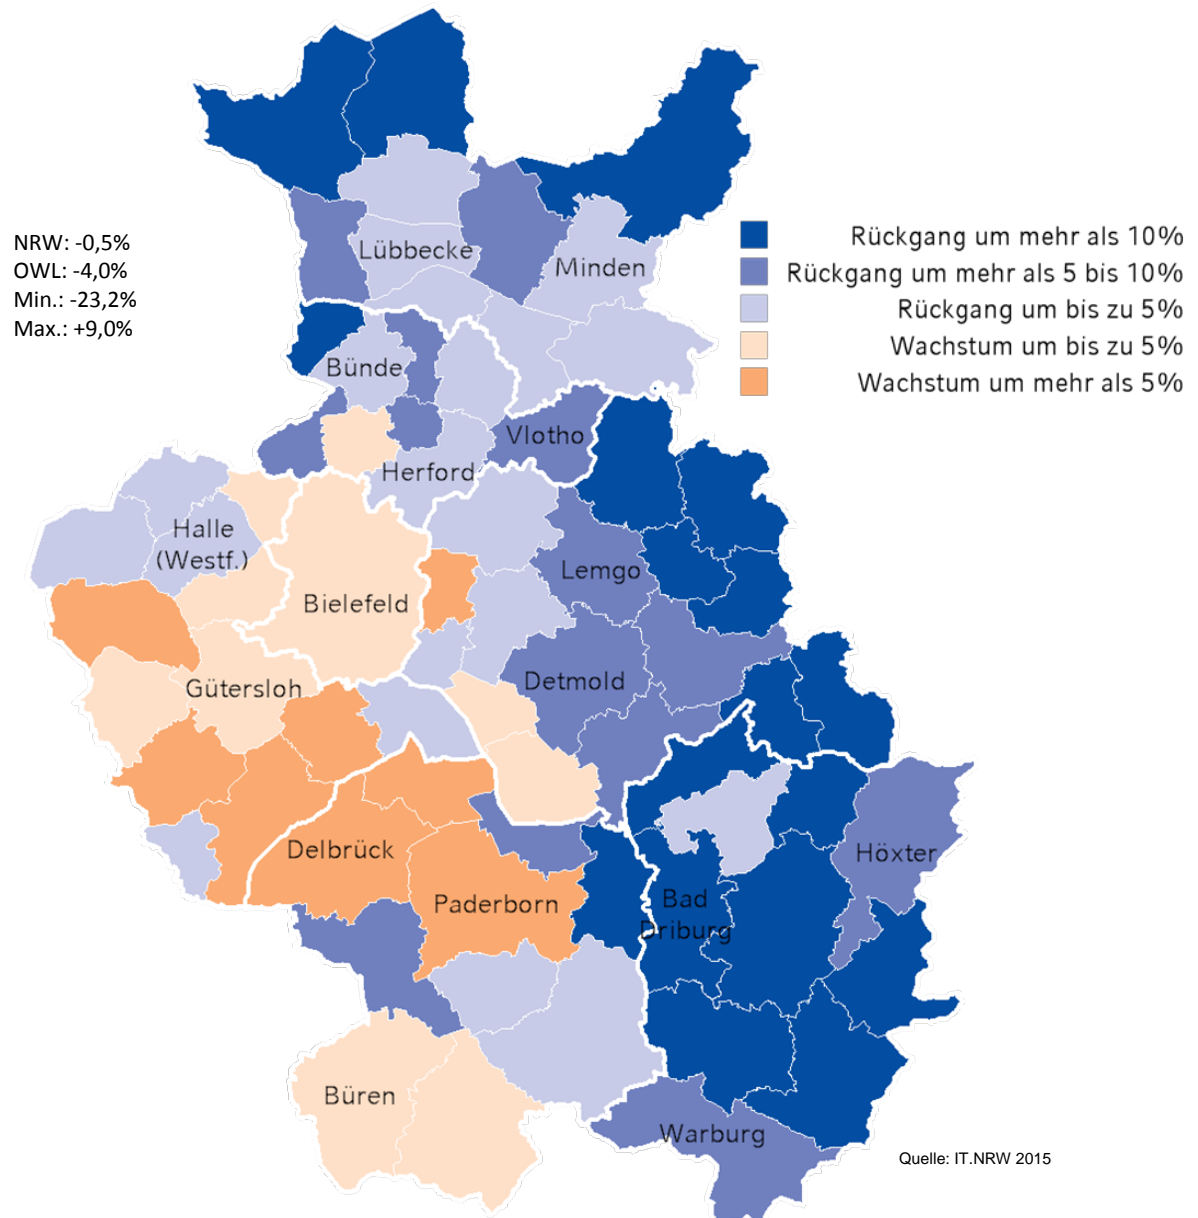 NRW: -0,5%
OWL: -4,0%
Min.: -23,2%
Max.: +9,0%
Rückgang um mehr als 10%
Rückgang um mehr als 5 bis 10%
Rückgang um bis zu 5%
Wachstum um bis zu 5%
Wachstum um mehr als 5%
Lübbecke
Minden
Bünde
Vlotho
Herford
Halle
(Westf.)
Lemgo
Bielefeld
Detmold
Gütersloh
Delbrück
Höxter
Paderborn
Bad
Driburg
Büren
Warburg
Quelle: IT.NRW 2015